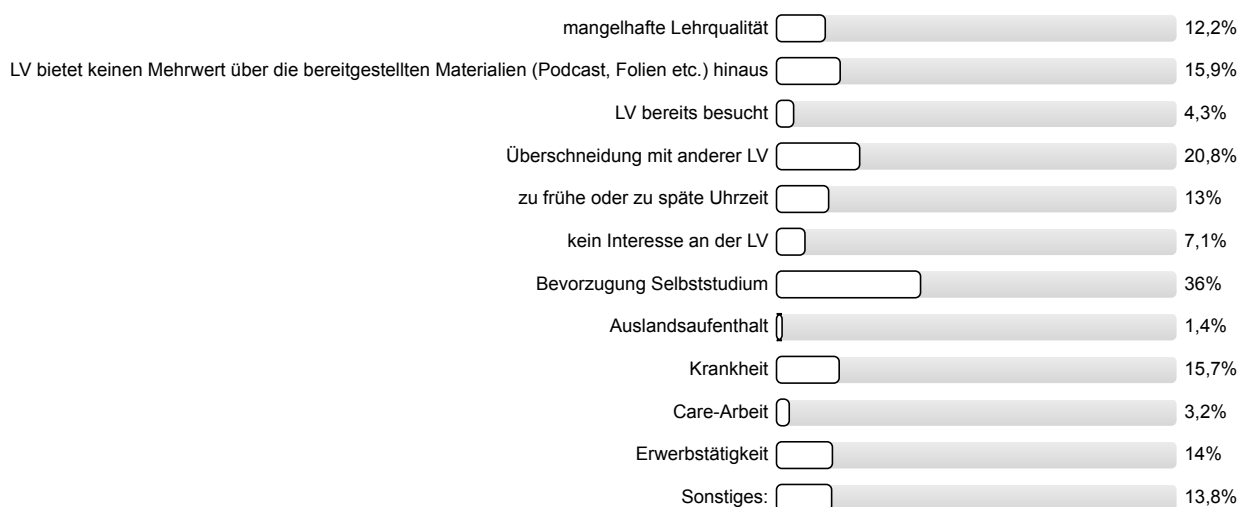 mangelhafte Lehrqualität 12,2%
LV bietet keinen Mehrwert über die bereitgestellten Materialien (Podcast, Folien etc.) hinaus 15,9%
LV bereits besucht 4,3%
Überschneidung mit anderer LV 20,8%
zu frühe oder zu späte Uhrzeit 13%
kein Interesse an der LV 7,1%
Bevorzugung Selbststudium 36%
Auslandsaufenthalt 1,4%
Krankheit 15,7%
Care-Arbeit 3,2%
Erwerbstätigkeit 14%
Sonstiges: 13,8%